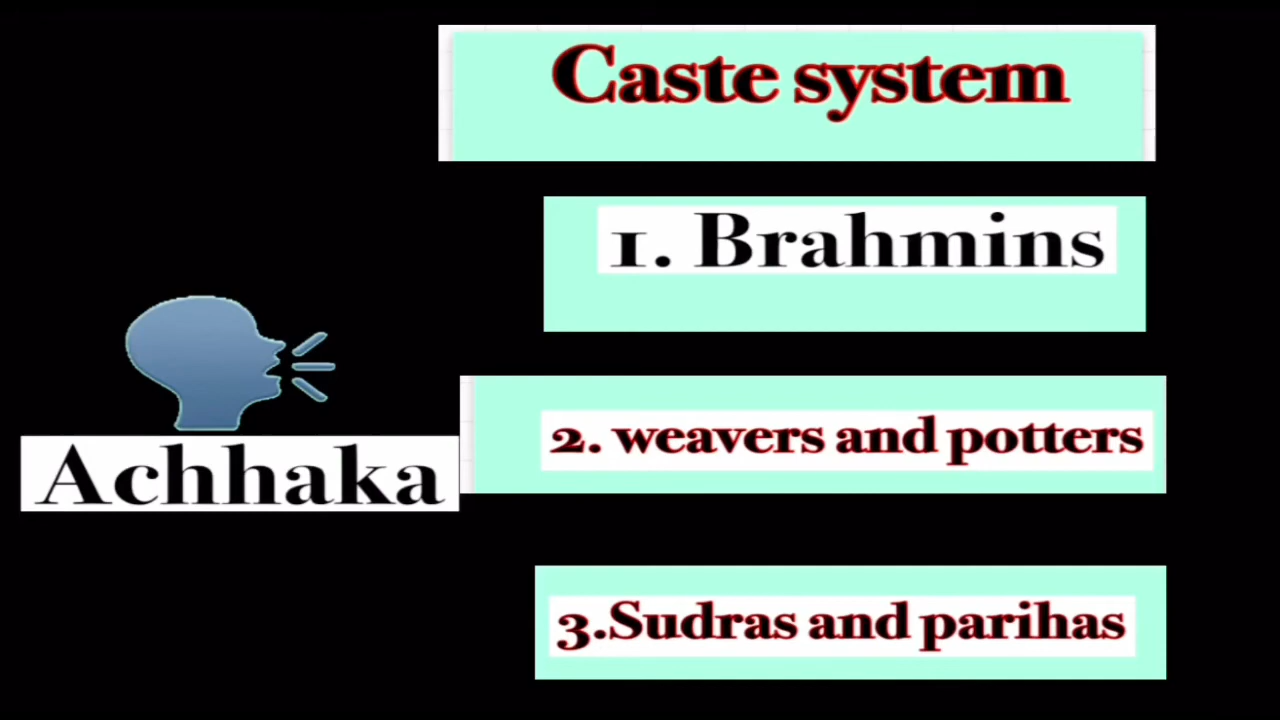 Caste system
1. Brahmins
2. weavers and potters
Achhaka
3.Sudras and parihas